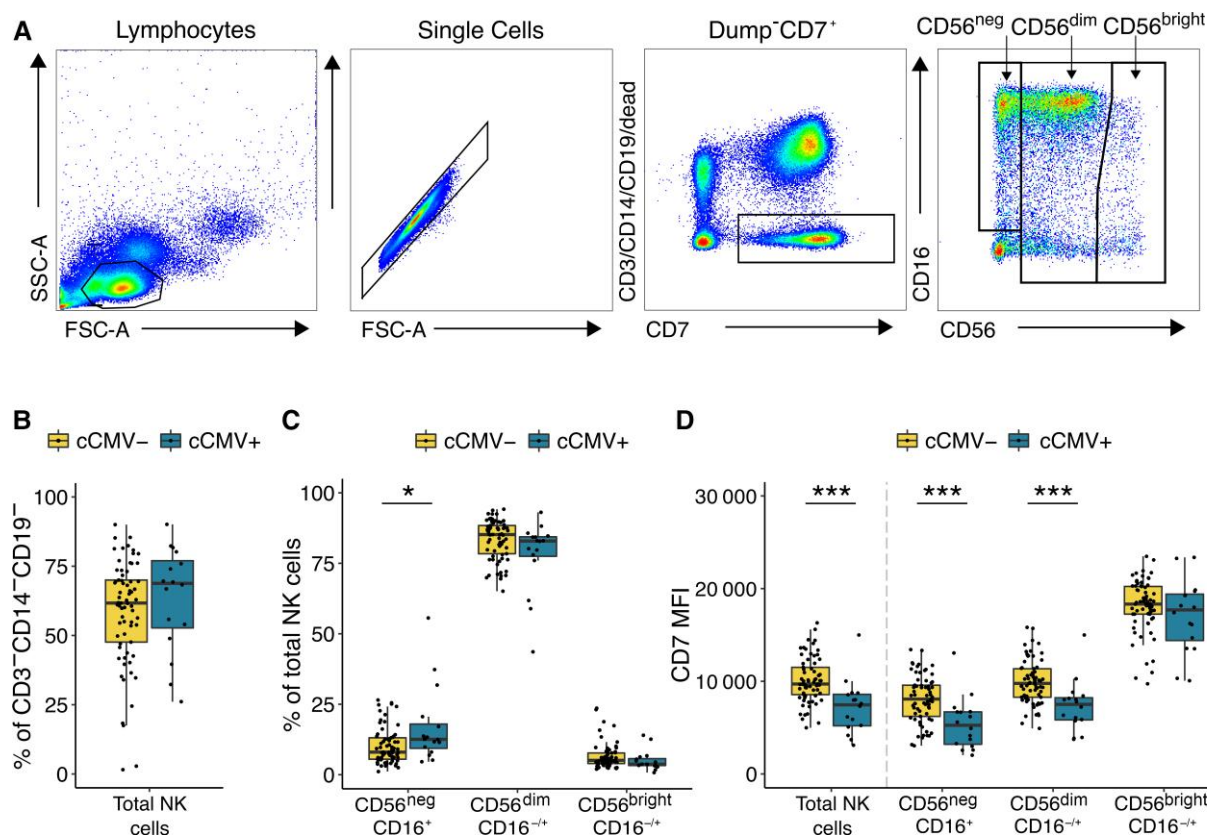 A
Lymphocytes
SSC-A
FSC-A
Single Cells
FSC-A
Dump⁻CD7⁺
CD3/CD14/CD19/dead
CD7
CD56ⁿᵉᵍ CD56ᵈⁱᵐ CD56ᵇʳⁱᵍʰᵗ
CD16
CD56
B
cCMV− cCMV+
% of CD3⁻CD14⁻CD19⁻
100
75
50
25
0
Total NK
cells
C
cCMV− cCMV+
% of total NK cells
100
75
50
25
0
*
CD56ⁿᵉᵍ CD56ᵈⁱᵐ CD56ᵇʳⁱᵍʰᵗ
CD16⁺ CD16⁻/⁺ CD16⁻/⁺
D
cCMV− cCMV+
CD7 MFI
30 000
20 000
10 000
0
*** *** ***
Total NK CD56ⁿᵉᵍ CD56ᵈⁱᵐ CD56ᵇʳⁱᵍʰᵗ
cells CD16⁺ CD16⁻/⁺ CD16⁻/⁺